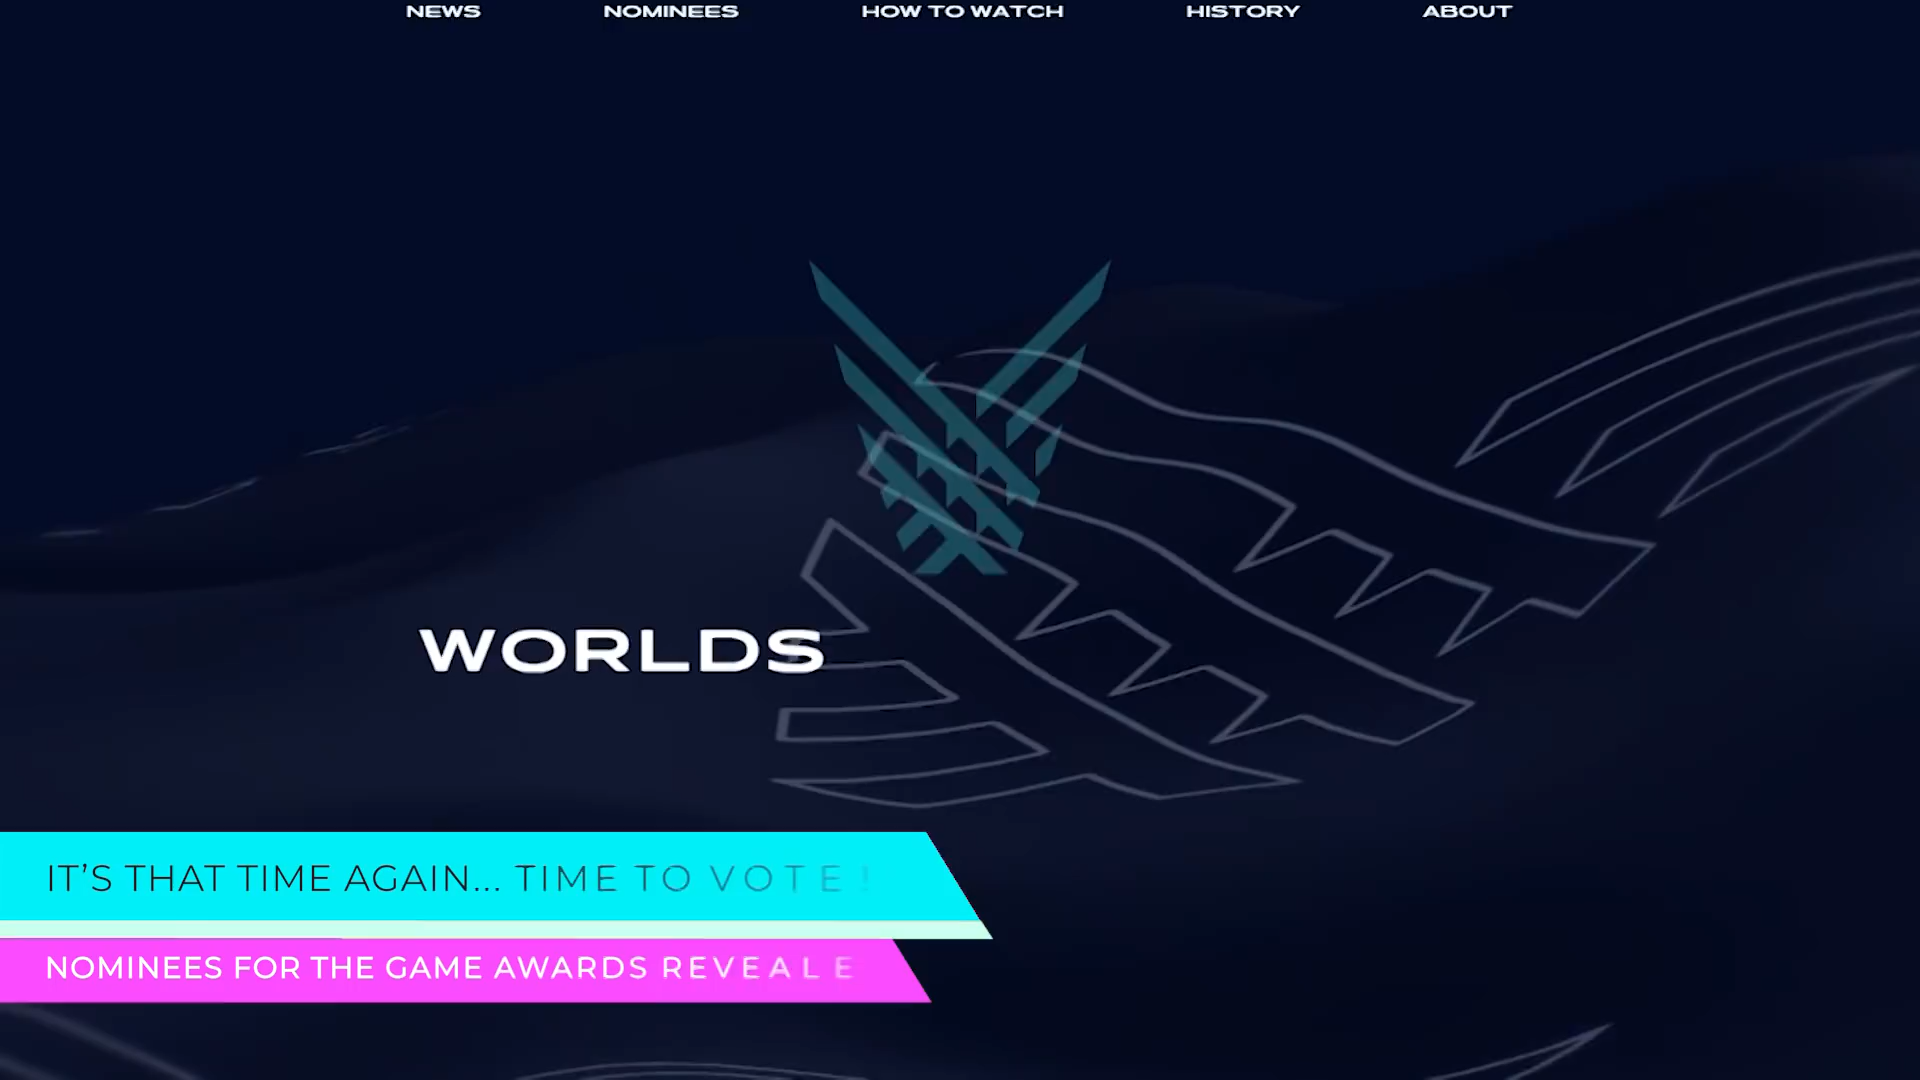 NEWS NOMINEES HOW TO WATCH HISTORY ABOUT
WORLDS
IT’S THAT TIME AGAIN... TIME TO VOTE !
NOMINEES FOR THE GAME AWARDS REVEALE